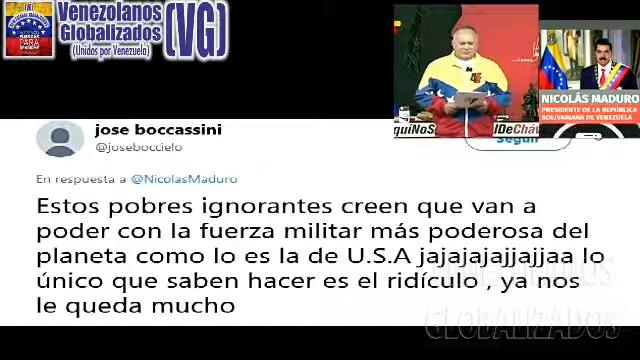 Venezolanos
Globalizados
(Unidos por Venezuela)
(VG)
NICOLÁS MADURO
PRESIDENTE DE LA REPÚBLICA
BOLIVARIANA DE VENEZUELA
Seguir
jose boccassini
@joseboccielo
En respuesta a @NicolasMaduro
Estos pobres ignorantes creen que van a
poder con la fuerza militar más poderosa del
planeta como lo es la de U.S.A jajajajajjajjaa lo
único que saben hacer es el ridículo , ya nos
le queda mucho
GLOBALIZADOS